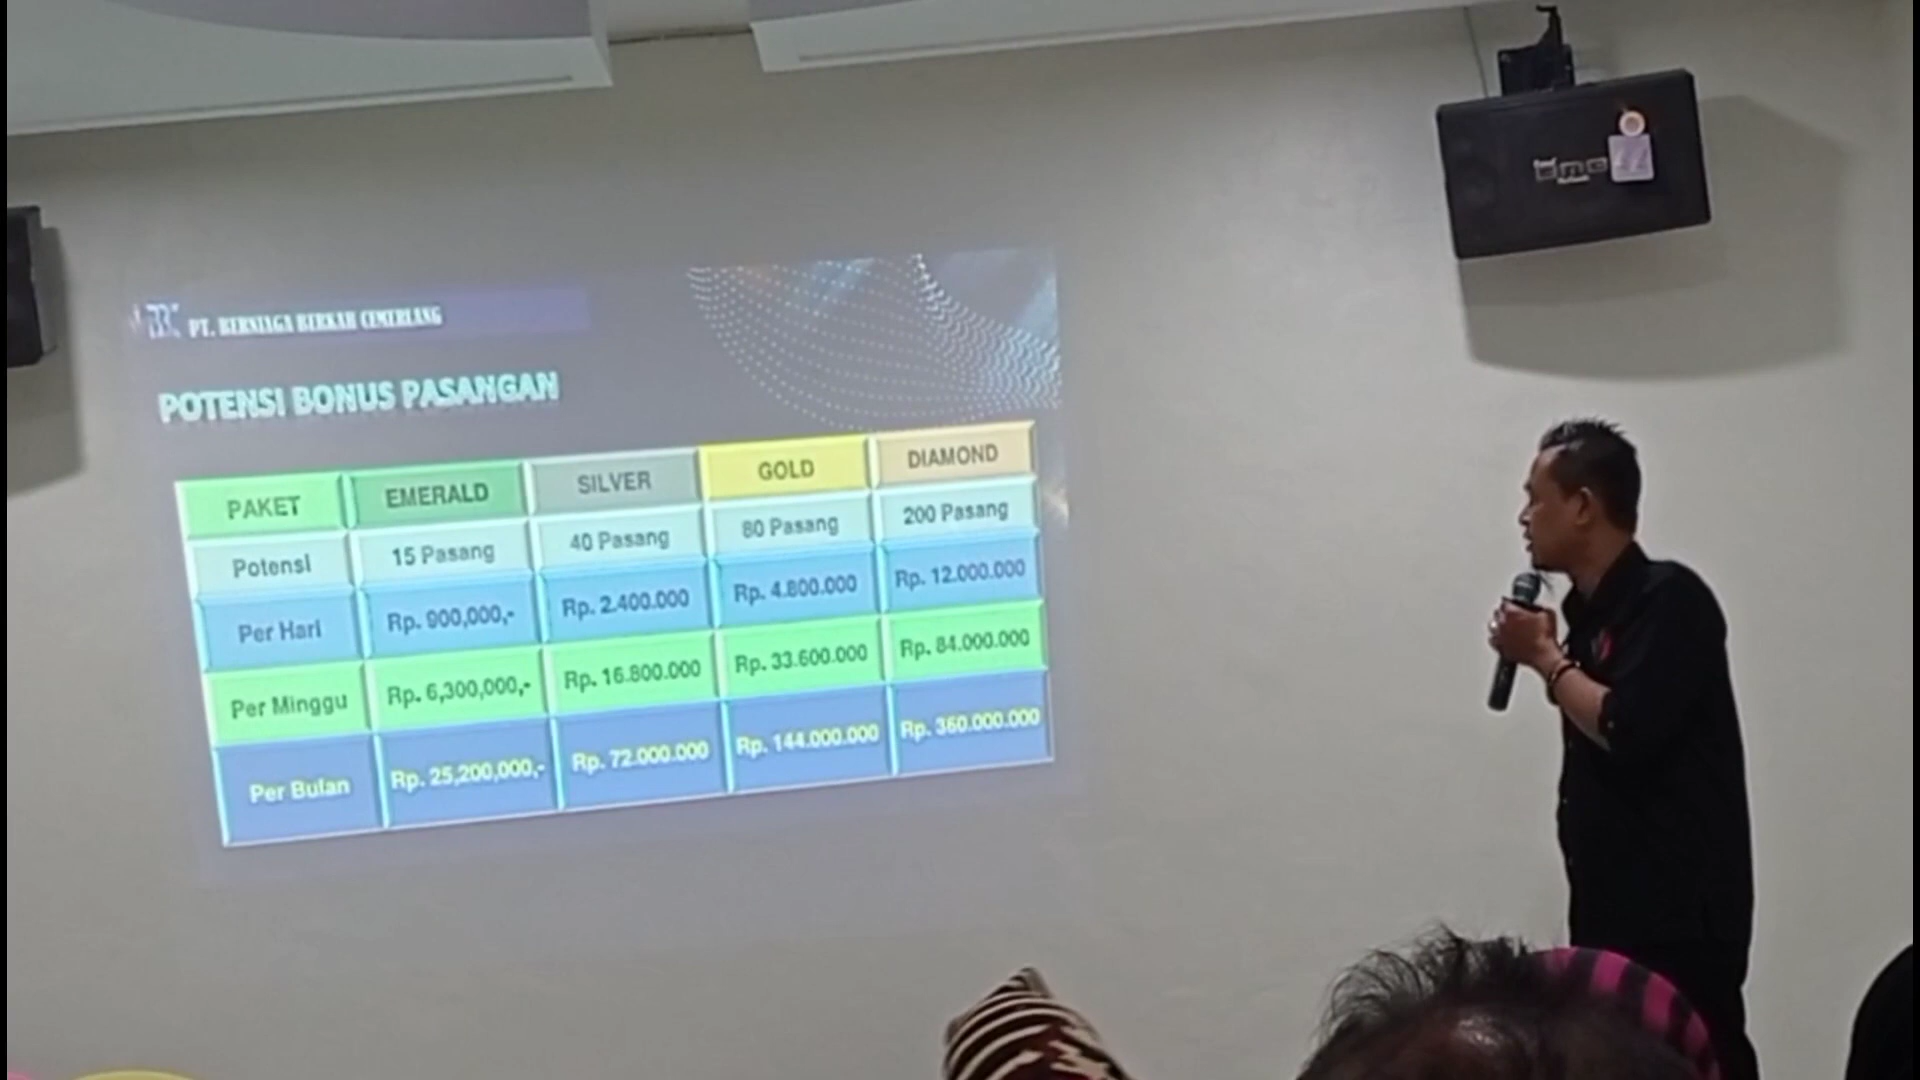 PT. BERNIAGA BERKAH CEMERLANG
POTENSI BONUS PASANGAN
PAKET EMERALD SILVER GOLD DIAMOND
Potensi 15 Pasang 40 Pasang 80 Pasang 200 Pasang
Per Hari Rp. 900,000,- Rp. 2.400.000 Rp. 4.800.000 Rp. 12.000.000
Per Minggu Rp. 6,300,000,- Rp. 16.800.000 Rp. 33.600.000 Rp. 84.000.000
Per Bulan Rp. 25,200,000,- Rp. 72.000.000 Rp. 144.000.000 Rp. 360.000.000